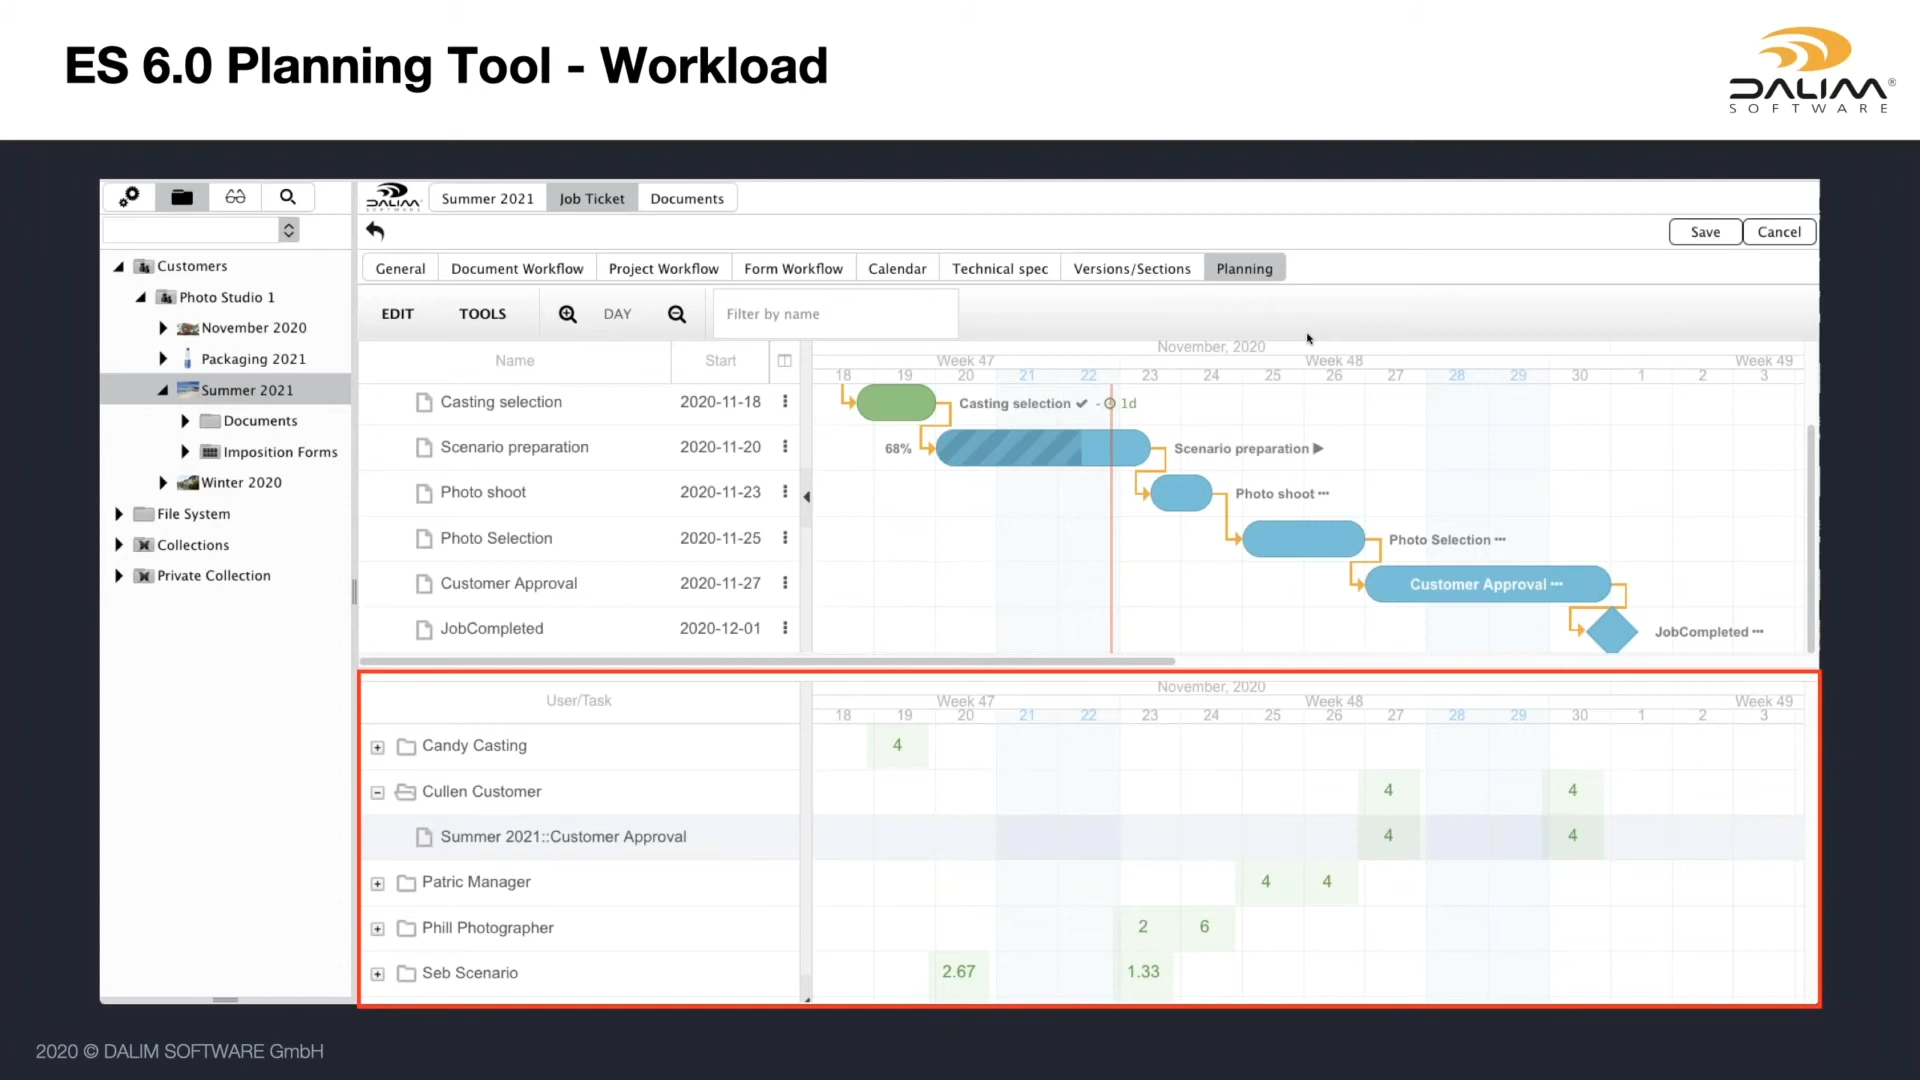 ES 6.0 Planning Tool - Workload
DALIM®
SOFTWARE
DALIM
SOFTWARE
Summer 2021 Job Ticket Documents
Save Cancel
General Document Workflow Project Workflow Form Workflow Calendar Technical spec Versions/Sections Planning
EDIT TOOLS DAY Filter by name
Customers
Photo Studio 1
November 2020
Packaging 2021
Summer 2021
Documents
Imposition Forms
Winter 2020
File System
Collections
Private Collection
Name Start
November, 2020
Week 47 Week 48 Week 49
18 19 20 21 22 23 24 25 26 27 28 29 30 1 2 3
Casting selection 2020-11-18 Casting selection - 1d
Scenario preparation 2020-11-20 68% Scenario preparation
Photo shoot 2020-11-23 Photo shoot ···
Photo Selection 2020-11-25 Photo Selection ···
Customer Approval 2020-11-27 Customer Approval ···
JobCompleted 2020-12-01 JobCompleted ···
User/Task
November, 2020
Week 47 Week 48 Week 49
18 19 20 21 22 23 24 25 26 27 28 29 30 1 2 3
Candy Casting 4
Cullen Customer 4 4
Summer 2021::Customer Approval 4 4
Patric Manager 4 4
Phill Photographer 2 6
Seb Scenario 2.67 1.33
2020 © DALIM SOFTWARE GmbH